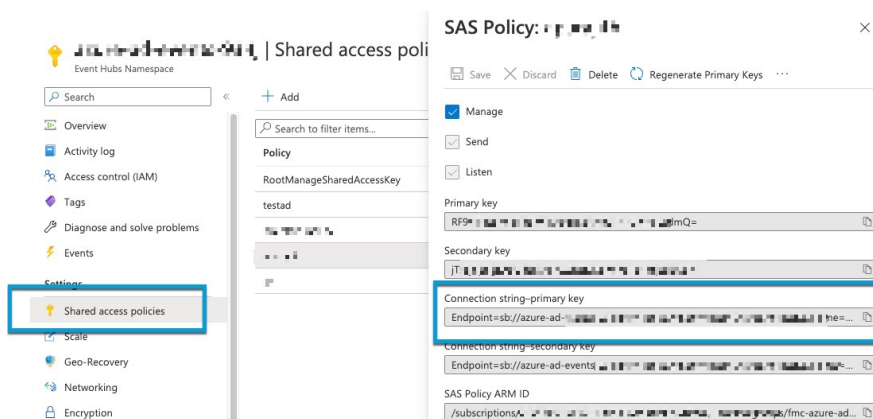 | Shared access poli
Event Hubs Namespace
Search
Overview
Activity log
Access control (IAM)
Tags
Diagnose and solve problems
Events
Settings
Shared access policies
Scale
Geo-Recovery
Networking
Encryption
+ Add
Search to filter items...
Policy
RootManageSharedAccessKey
testad
SAS Policy:
Save
Discard
Delete
Regenerate Primary Keys
...
Manage
Send
Listen
Primary key
RF9 lmQ=
Secondary key
jT
Connection string–primary key
Endpoint=sb://azure-ad- ne=...
Connection string–secondary key
Endpoint=sb://azure-ad-events =...
SAS Policy ARM ID
/subscriptions/ /fmc-azure-ad...